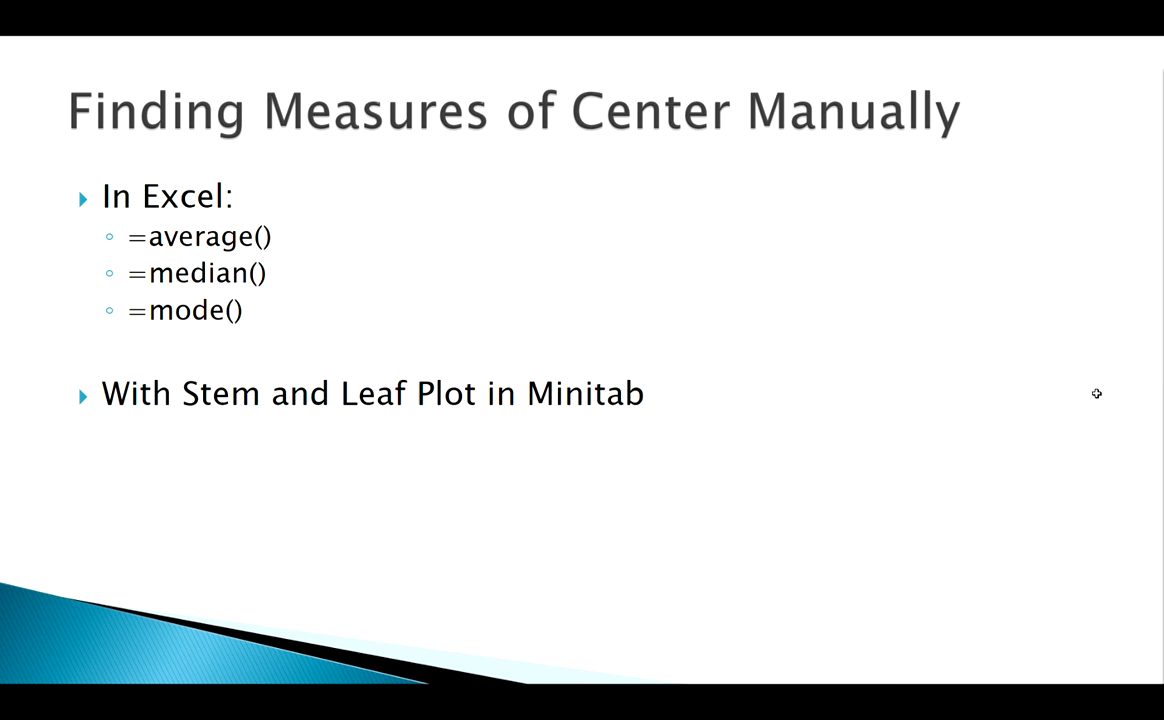 Finding Measures of Center Manually
In Excel:
=average()
=median()
=mode()
With Stem and Leaf Plot in Minitab